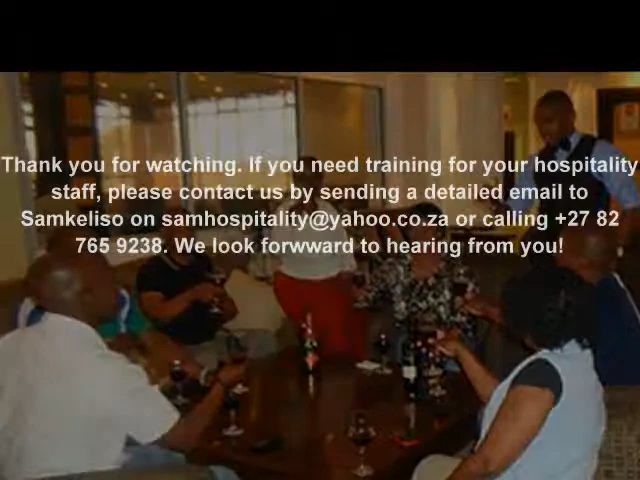 Thank you for watching. If you need training for your hospitality
staff, please contact us by sending a detailed email to
Samkeliso on samhospitality@yahoo.co.za or calling +27 82
765 9238. We look forwward to hearing from you!